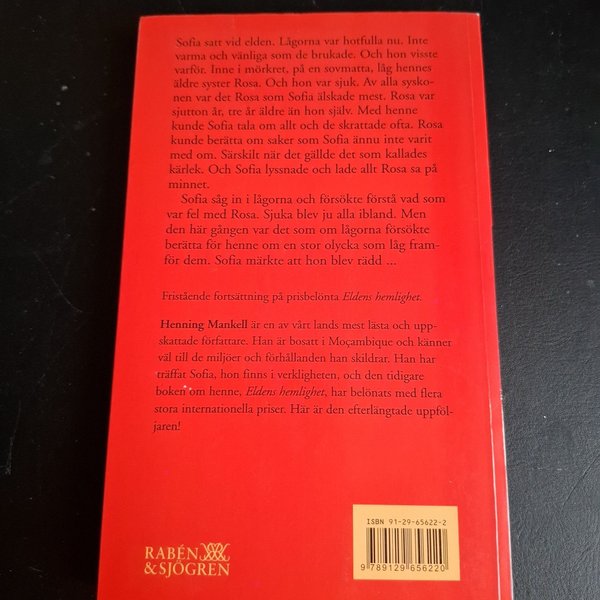 Sofia satt vid elden. Lågorna var hotfulla nu. Inte
varma och vänliga som de brukade. Och hon visste
varför. Inne i mörkret, på en sovmatta, låg hennes
äldre syster Rosa. Och hon var sjuk. Av alla sysko-
nen var det Rosa som Sofia älskade mest. Rosa var
sjutton år, tre år äldre än hon själv. Med henne
kunde Sofia tala om allt och de skrattade ofta. Rosa
kunde berätta om saker som Sofia ännu inte varit
med om. Särskilt när det gällde det som kallades
kärlek. Och Sofia lyssnade och lade allt Rosa sa på
minnet.
Sofia såg in i lågorna och försökte förstå vad som
var fel med Rosa. Sjuka blev ju alla ibland. Men
den här gången var det som om lågorna försökte
berätta för henne om en stor olycka som låg fram-
för dem. Sofia märkte att hon blev rädd ...
Fristående fortsättning på prisbelönta Eldens hemlighet.
Henning Mankell är en av vårt lands mest lästa och upp-
skattade författare. Han är bosatt i Moçambique och känner
väl till de miljöer och förhållanden han skildrar. Han har
träffat Sofia, hon finns i verkligheten, och den tidigare
boken om henne, Eldens hemlighet, har belönats med flera
stora internationella priser. Här är den efterlängtade uppföl-
jaren!
ISBN 91-29-65622-2
9 789129 656220
RABÉN
& SJÖGREN